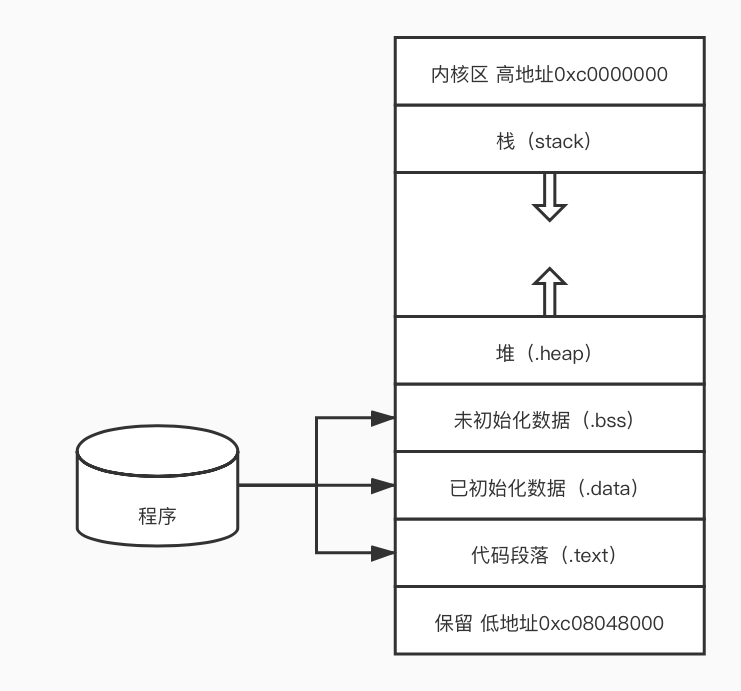 内核区 高地址0xc0000000
栈（stack）
堆（.heap）
未初始化数据（.bss）
已初始化数据（.data）
程序
代码段落（.text）
保留 低地址0xc08048000